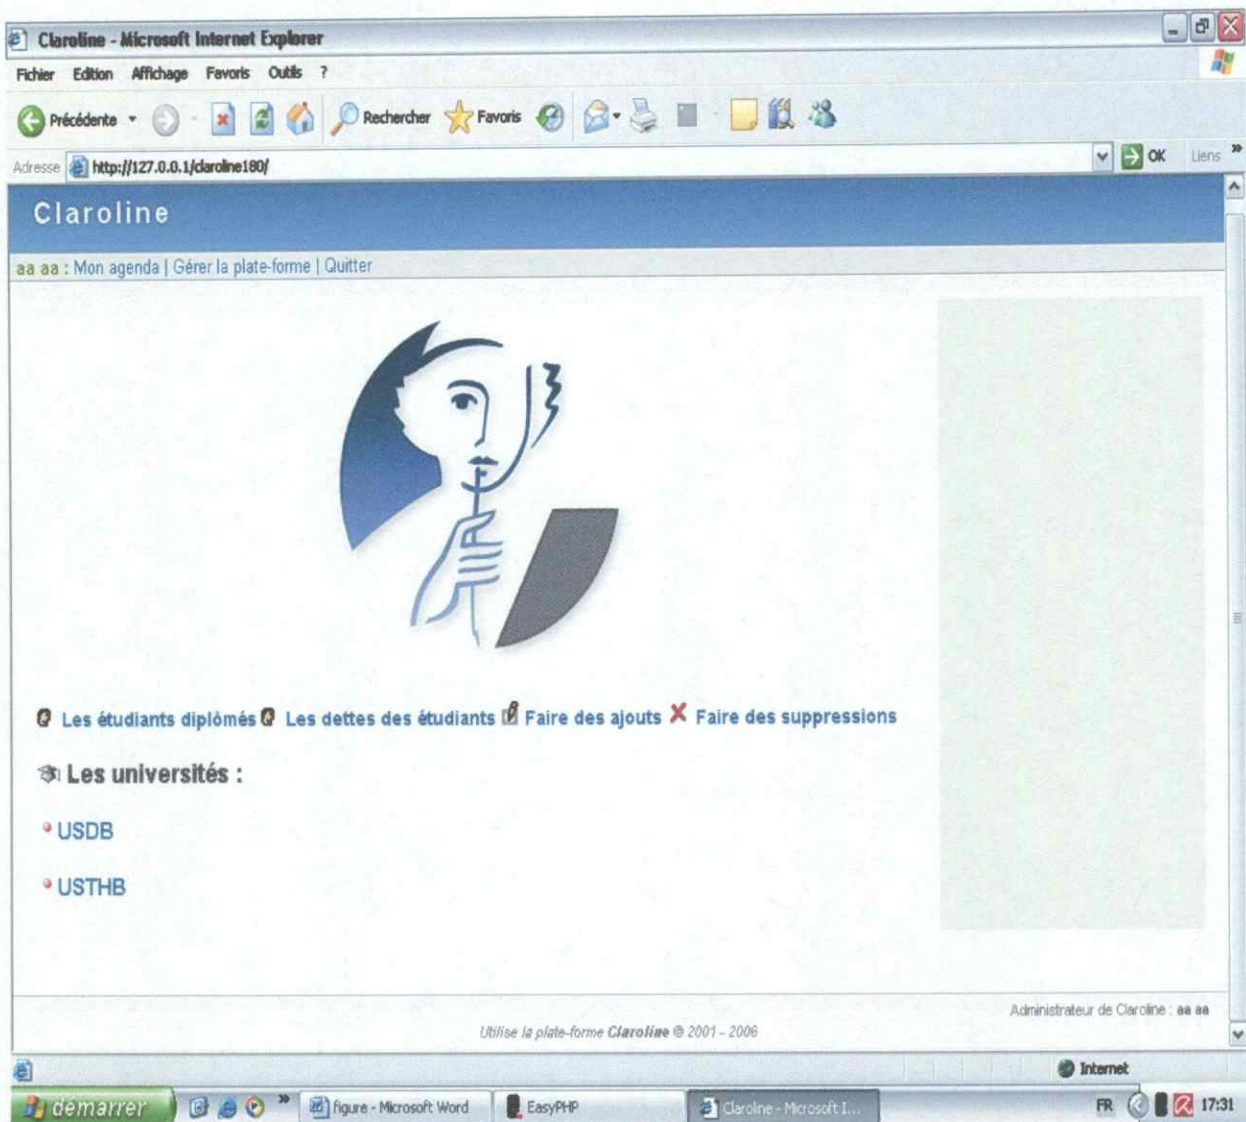 Claroline - Microsoft Internet Explorer
Fichier Edition Affichage Favoris Outils ?
Précédente Rechercher Favoris
Adresse http://127.0.0.1/claroline180/ OK Liens »
Claroline
aa aa : Mon agenda | Gérer la plate-forme | Quitter
Les étudiants diplômés Les dettes des étudiants Faire des ajouts Faire des suppressions
Les universités :
USDB
USTHB
Administrateur de Claroline : aa aa
Utilise la plate-forme Claroline © 2001 - 2006
Internet
démarrer » figure - Microsoft Word EasyPHP Claroline - Microsoft I... FR 17:31